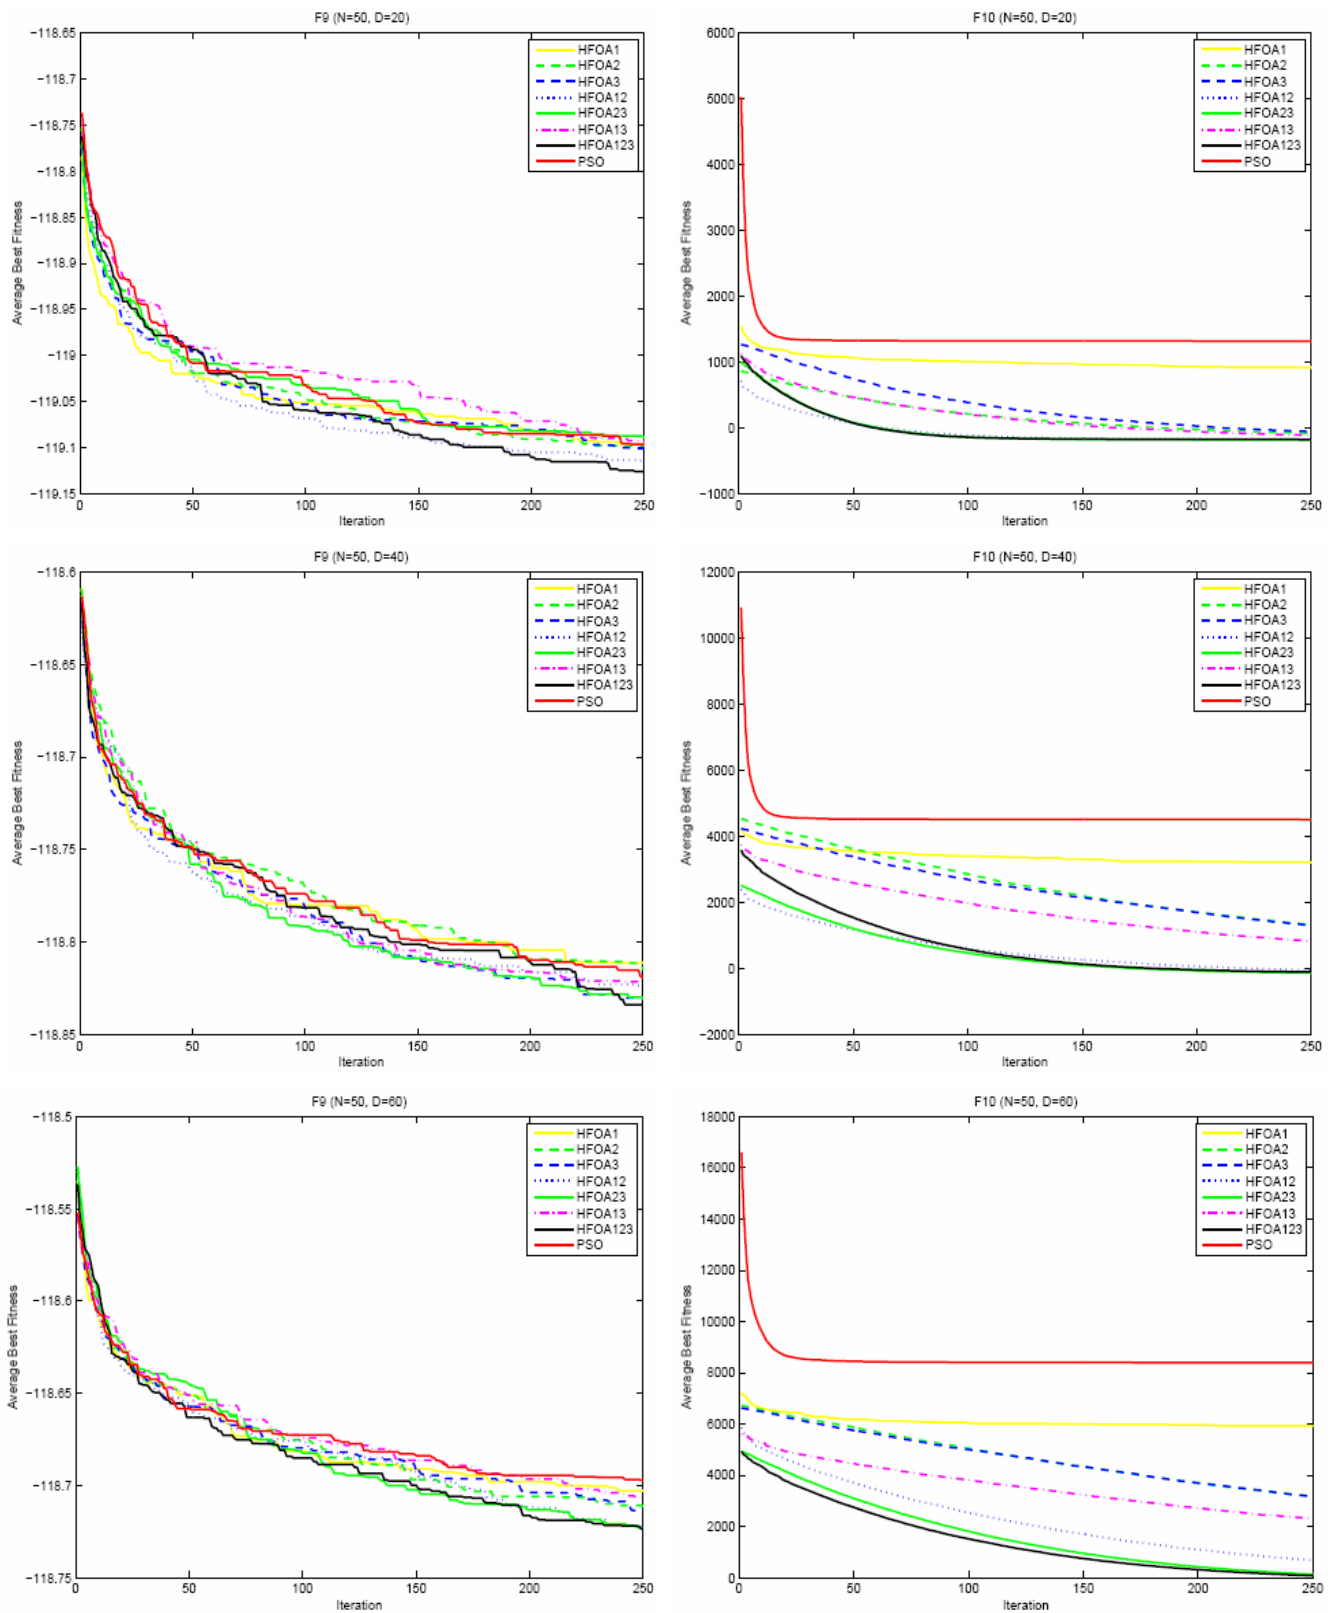 F9 (N=50, D=20)
−118.65
−118.7
−118.75
−118.8
−118.85
−118.9
−118.95
−119
−119.05
−119.1
−119.15
Average Best Fitness
0 50 100 150 200 250
Iteration
HFOA1
HFOA2
HFOA3
HFOA12
HFOA23
HFOA13
HFOA123
PSO
F10 (N=50, D=20)
6000
5000
4000
3000
2000
1000
0
−1000
Average Best Fitness
0 50 100 150 200 250
Iteration
HFOA1
HFOA2
HFOA3
HFOA12
HFOA23
HFOA13
HFOA123
PSO
F9 (N=50, D=40)
−118.6
−118.65
−118.7
−118.75
−118.8
−118.85
Average Best Fitness
0 50 100 150 200 250
Iteration
HFOA1
HFOA2
HFOA3
HFOA12
HFOA23
HFOA13
HFOA123
PSO
F10 (N=50, D=40)
12000
10000
8000
6000
4000
2000
0
−2000
Average Best Fitness
0 50 100 150 200 250
Iteration
HFOA1
HFOA2
HFOA3
HFOA12
HFOA23
HFOA13
HFOA123
PSO
F9 (N=50, D=60)
−118.5
−118.55
−118.6
−118.65
−118.7
−118.75
Average Best Fitness
0 50 100 150 200 250
Iteration
HFOA1
HFOA2
HFOA3
HFOA12
HFOA23
HFOA13
HFOA123
PSO
F10 (N=50, D=60)
18000
16000
14000
12000
10000
8000
6000
4000
2000
0
Average Best Fitness
0 50 100 150 200 250
Iteration
HFOA1
HFOA2
HFOA3
HFOA12
HFOA23
HFOA13
HFOA123
PSO